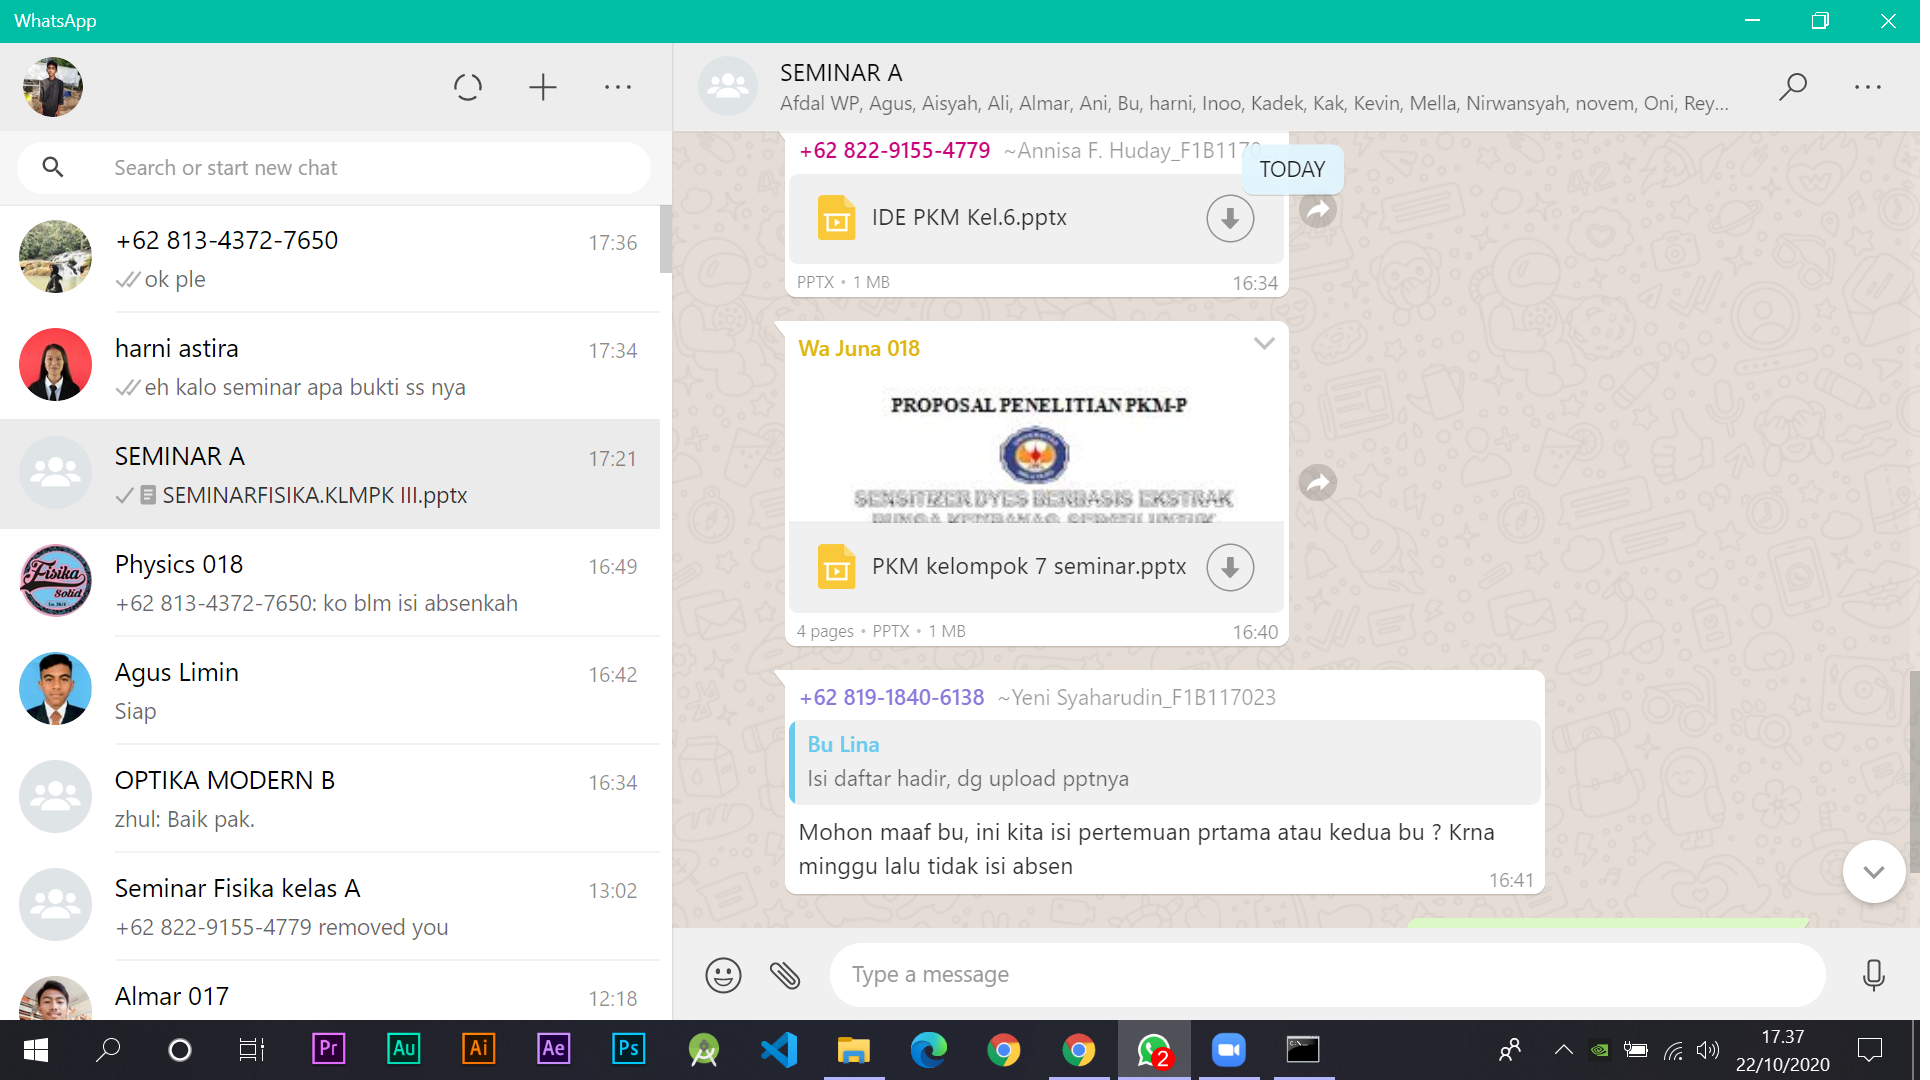 WhatsApp
Search or start new chat
+62 813-4372-7650
17:36
ok ple
harni astira
17:34
eh kalo seminar apa bukti ss nya
SEMINAR A
17:21
SEMINARFISIKA.KLMPK III.pptx
Physics 018
16:49
+62 813-4372-7650: ko blm isi absenkah
Fisika
Solid
Agus Limin
16:42
Siap
OPTIKA MODERN B
16:34
zhul: Baik pak.
Seminar Fisika kelas A
13:02
+62 822-9155-4779 removed you
Almar 017
12:18
SEMINAR A
Afdal WP, Agus, Aisyah, Ali, Almar, Ani, Bu, harni, Inoo, Kadek, Kak, Kevin, Mella, Nirwansyah, novem, Oni, Rey...
+62 822-9155-4779 ~Annisa F. Huday_F1B1170
TODAY
IDE PKM Kel.6.pptx
PPTX • 1 MB
16:34
Wa Juna 018
PROPOSAL PENELITIAN PKM-P
SENSITIZER DYES BERBASIS EKSTRAK
PKM kelompok 7 seminar.pptx
4 pages • PPTX • 1 MB
16:40
+62 819-1840-6138 ~Yeni Syaharudin_F1B117023
Bu Lina
Isi daftar hadir, dg upload pptnya
Mohon maaf bu, ini kita isi pertemuan prtama atau kedua bu ? Krna
minggu lalu tidak isi absen
16:41
Type a message
Pr
Au
Ai
Ae
Ps
2
17.37
22/10/2020